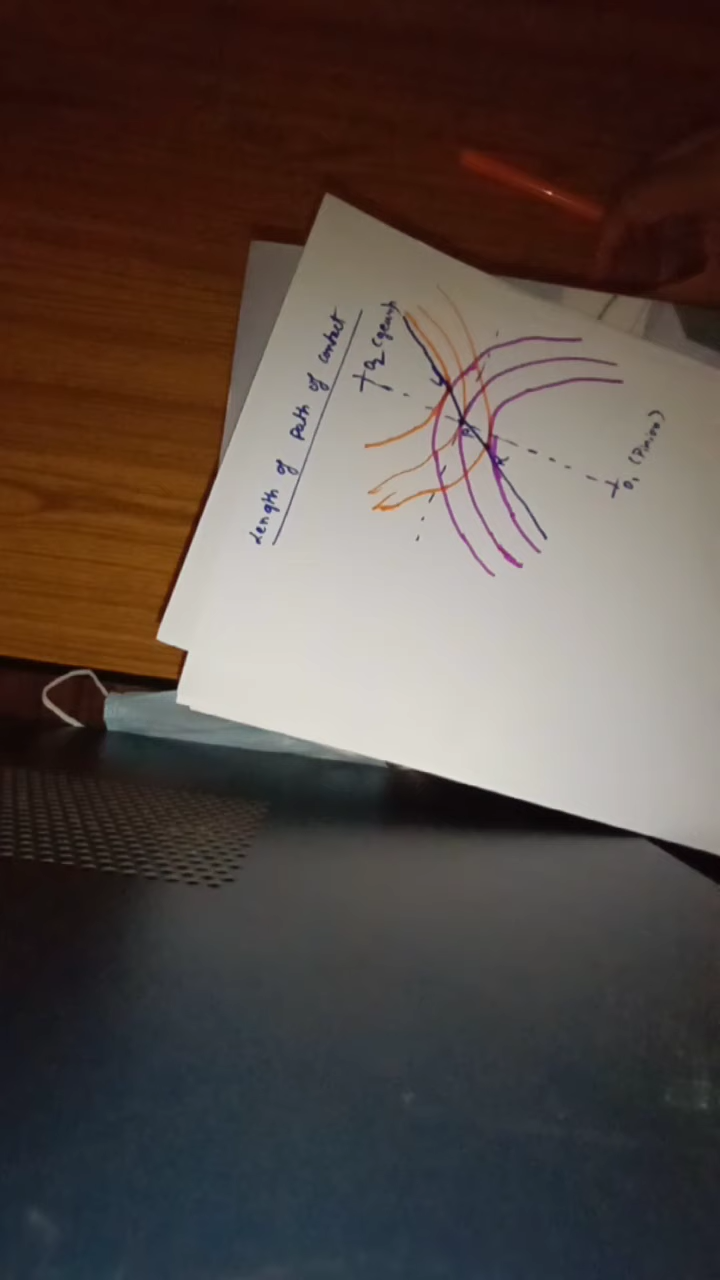 Length of Path of contact
O2 (gear)
L
P
K
O1 (Pinion)